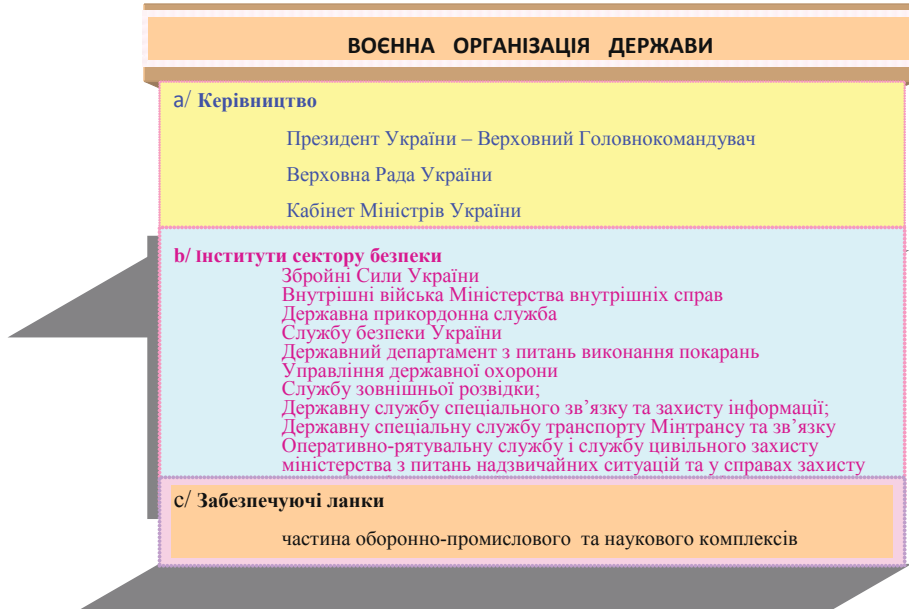 ВОЄННА ОРГАНІЗАЦІЯ ДЕРЖАВИ
a/ Керівництво
Президент України – Верховний Головнокомандувач
Верховна Рада України
Кабінет Міністрів України
b/ Інститути сектору безпеки
Збройні Сили України
Внутрішні війська Міністерства внутрішніх справ
Державна прикордонна служба
Службу безпеки України
Державний департамент з питань виконання покарань
Управління державної охорони
Службу зовнішньої розвідки;
Державну службу спеціального зв’язку та захисту інформації;
Державну спеціальну службу транспорту Мінтрансу та зв’язку
Оперативно-рятувальну службу і службу цивільного захисту
міністерства з питань надзвичайних ситуацій та у справах захисту
c/ Забезпечуючі ланки
частина оборонно-промислового та наукового комплексів